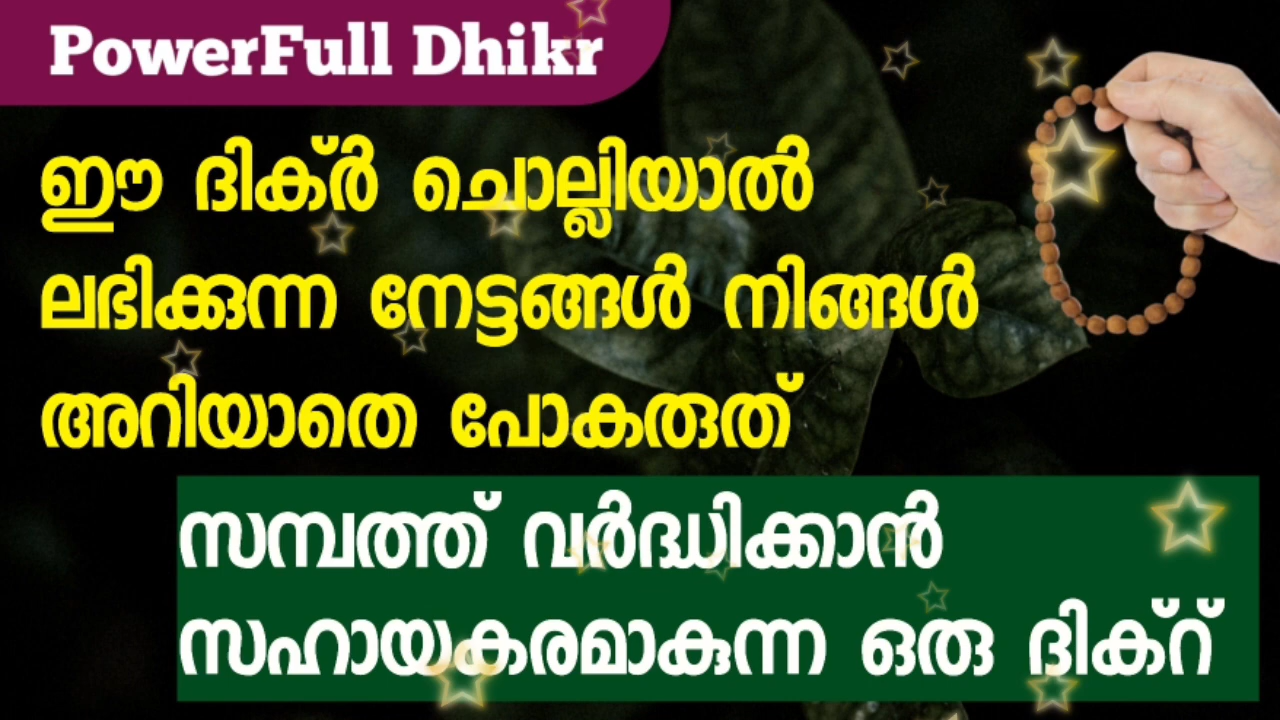 PowerFull Dhikr
ഈ ദിക്ർ ചൊല്ലിയാൽ
ലഭിക്കുന്ന നേട്ടങ്ങൾ നിങ്ങൾ
അറിയാതെ പോകരുത്
സമ്പത്ത് വർദ്ധിക്കാൻ
സഹായകരമാകുന്ന ഒരു ദിക്റ്